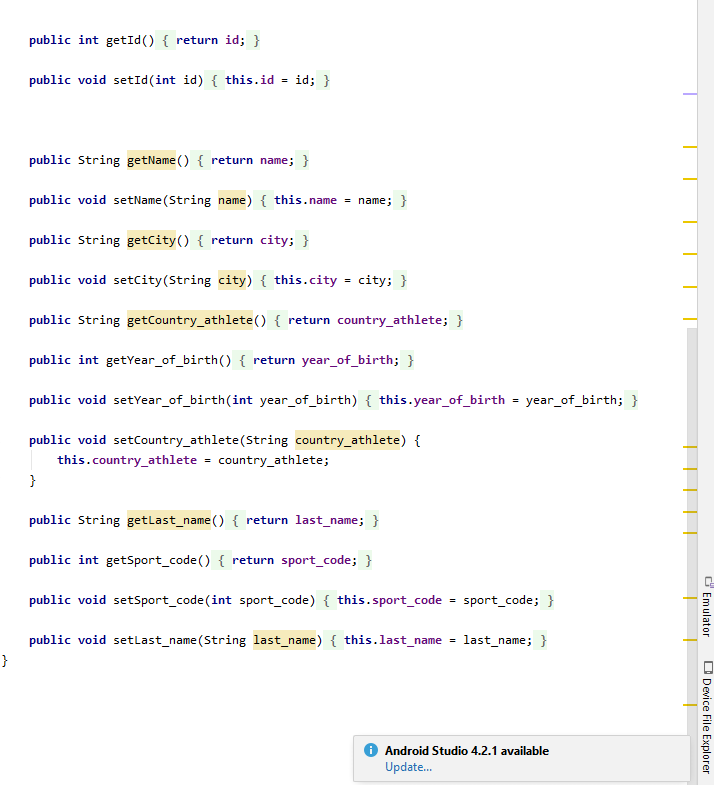 public int getId() { return id; }
public void setId(int id) { this.id = id; }
public String getName() { return name; }
public void setName(String name) { this.name = name; }
public String getCity() { return city; }
public void setCity(String city) { this.city = city; }
public String getCountry_athlete() { return country_athlete; }
public int getYear_of_birth() { return year_of_birth; }
public void setYear_of_birth(int year_of_birth) { this.year_of_birth = year_of_birth; }
public void setCountry_athlete(String country_athlete) {
this.country_athlete = country_athlete;
}
public String getLast_name() { return last_name; }
public int getSport_code() { return sport_code; }
public void setSport_code(int sport_code) { this.sport_code = sport_code; }
public void setLast_name(String last_name) { this.last_name = last_name; }
}
Emulator
Device File Explorer
Android Studio 4.2.1 available
Update...